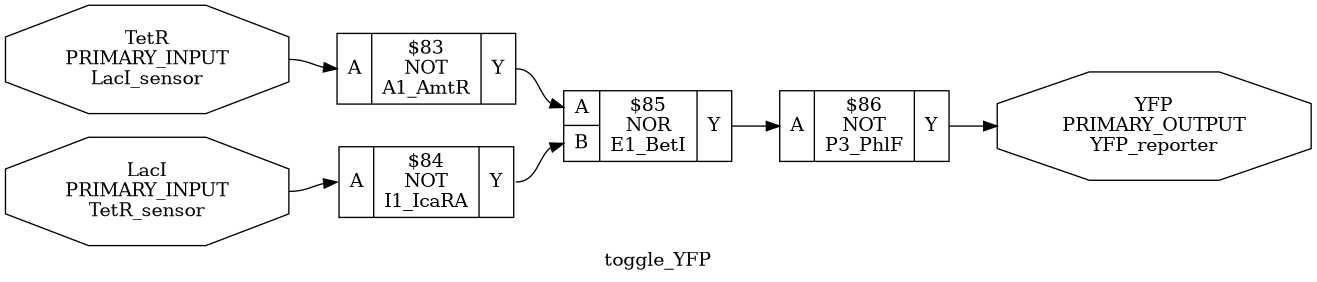 TetR
PRIMARY_INPUT
LacI_sensor
A
$83
NOT
A1_AmtR
Y
LacI
PRIMARY_INPUT
TetR_sensor
A
$84
NOT
I1_IcaRA
Y
A
B
$85
NOR
E1_BetI
Y
A
$86
NOT
P3_PhlF
Y
YFP
PRIMARY_OUTPUT
YFP_reporter
toggle_YFP